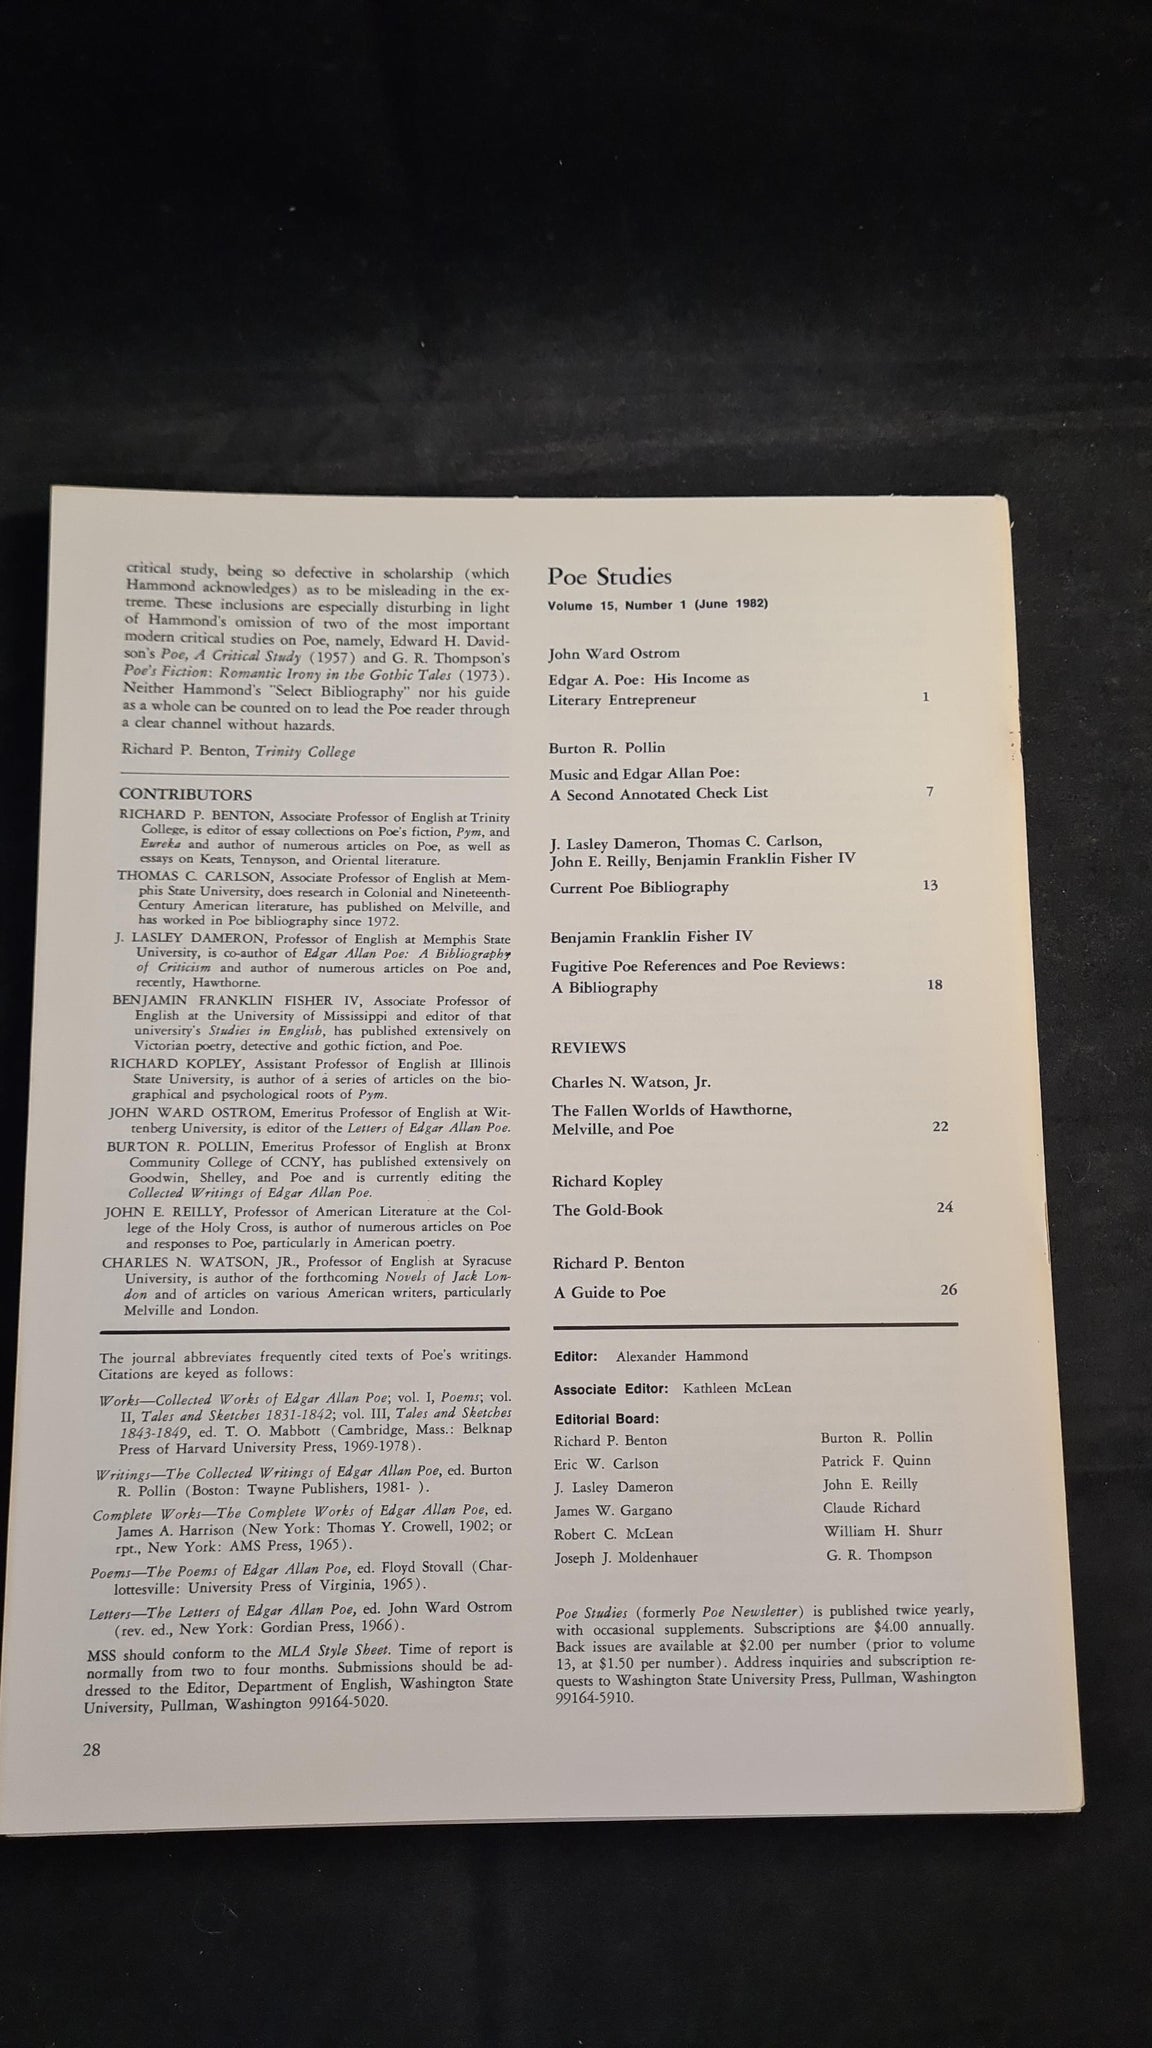 critical study, being so defective in scholarship (which
Hammond acknowledges) as to be misleading in the ex-
treme. These inclusions are especially disturbing in light
of Hammond's omission of two of the most important
modern critical studies on Poe, namely, Edward H. David-
son's Poe, A Critical Study (1957) and G. R. Thompson's
Poe's Fiction: Romantic Irony in the Gothic Tales (1973).
Neither Hammond's "Select Bibliography" nor his guide
as a whole can be counted on to lead the Poe reader through
a clear channel without hazards.
Richard P. Benton, Trinity College
CONTRIBUTORS
RICHARD P. BENTON, Associate Professor of English at Trinity
College, is editor of essay collections on Poe's fiction, Pym, and
Eureka and author of numerous articles on Poe, as well as
essays on Keats, Tennyson, and Oriental literature.
THOMAS C. CARLSON, Associate Professor of English at Mem-
phis State University, does research in Colonial and Nineteenth-
Century American literature, has published on Melville, and
has worked in Poe bibliography since 1972.
J. LASLEY DAMERON, Professor of English at Memphis State
University, is co-author of Edgar Allan Poe: A Bibliography
of Criticism and author of numerous articles on Poe and,
recently, Hawthorne.
BENJAMIN FRANKLIN FISHER IV, Associate Professor of
English at the University of Mississippi and editor of that
university's Studies in English, has published extensively on
Victorian poetry, detective and gothic fiction, and Poe.
RICHARD KOPLEY, Assistant Professor of English at Illinois
State University, is author of a series of articles on the bio-
graphical and psychological roots of Pym.
JOHN WARD OSTROM, Emeritus Professor of English at Wit-
tenberg University, is editor of the Letters of Edgar Allan Poe.
BURTON R. POLLIN, Emeritus Professor of English at Bronx
Community College of CCNY, has published extensively on
Goodwin, Shelley, and Poe and is currently editing the
Collected Writings of Edgar Allan Poe.
JOHN E. REILLY, Professor of American Literature at the Col-
lege of the Holy Cross, is author of numerous articles on Poe
and responses to Poe, particularly in American poetry.
CHARLES N. WATSON, JR., Professor of English at Syracuse
University, is author of the forthcoming Novels of Jack Lon-
don and of articles on various American writers, particularly
Melville and London.
The journal abbreviates frequently cited texts of Poe's writings.
Citations are keyed as follows:
Works—Collected Works of Edgar Allan Poe; vol. I, Poems; vol.
II, Tales and Sketches 1831-1842; vol. III, Tales and Sketches
1843-1849, ed. T. O. Mabbott (Cambridge, Mass.: Belknap
Press of Harvard University Press, 1969-1978).
Writings—The Collected Writings of Edgar Allan Poe, ed. Burton
R. Pollin (Boston: Twayne Publishers, 1981- ).
Complete Works—The Complete Works of Edgar Allan Poe, ed.
James A. Harrison (New York: Thomas Y. Crowell, 1902; or
rpt., New York: AMS Press, 1965).
Poems—The Poems of Edgar Allan Poe, ed. Floyd Stovall (Char-
lottesville: University Press of Virginia, 1965).
Letters—The Letters of Edgar Allan Poe, ed. John Ward Ostrom
(rev. ed., New York: Gordian Press, 1966).
MSS should conform to the MLA Style Sheet. Time of report is
normally from two to four months. Submissions should be ad-
dressed to the Editor, Department of English, Washington State
University, Pullman, Washington 99164-5020.
28
Poe Studies
Volume 15, Number 1 (June 1982)
John Ward Ostrom
Edgar A. Poe: His Income as
Literary Entrepreneur 1
Burton R. Pollin
Music and Edgar Allan Poe:
A Second Annotated Check List 7
J. Lasley Dameron, Thomas C. Carlson,
John E. Reilly, Benjamin Franklin Fisher IV
Current Poe Bibliography 13
Benjamin Franklin Fisher IV
Fugitive Poe References and Poe Reviews:
A Bibliography 18
REVIEWS
Charles N. Watson, Jr.
The Fallen Worlds of Hawthorne,
Melville, and Poe 22
Richard Kopley
The Gold-Book 24
Richard P. Benton
A Guide to Poe 26
Editor: Alexander Hammond
Associate Editor: Kathleen McLean
Editorial Board:
Richard P. Benton Burton R. Pollin
Eric W. Carlson Patrick F. Quinn
J. Lasley Dameron John E. Reilly
James W. Gargano Claude Richard
Robert C. McLean William H. Shurr
Joseph J. Moldenhauer G. R. Thompson
Poe Studies (formerly Poe Newsletter) is published twice yearly,
with occasional supplements. Subscriptions are $4.00 annually.
Back issues are available at $2.00 per number (prior to volume
13, at $1.50 per number). Address inquiries and subscription re-
quests to Washington State University Press, Pullman, Washington
99164-5910.